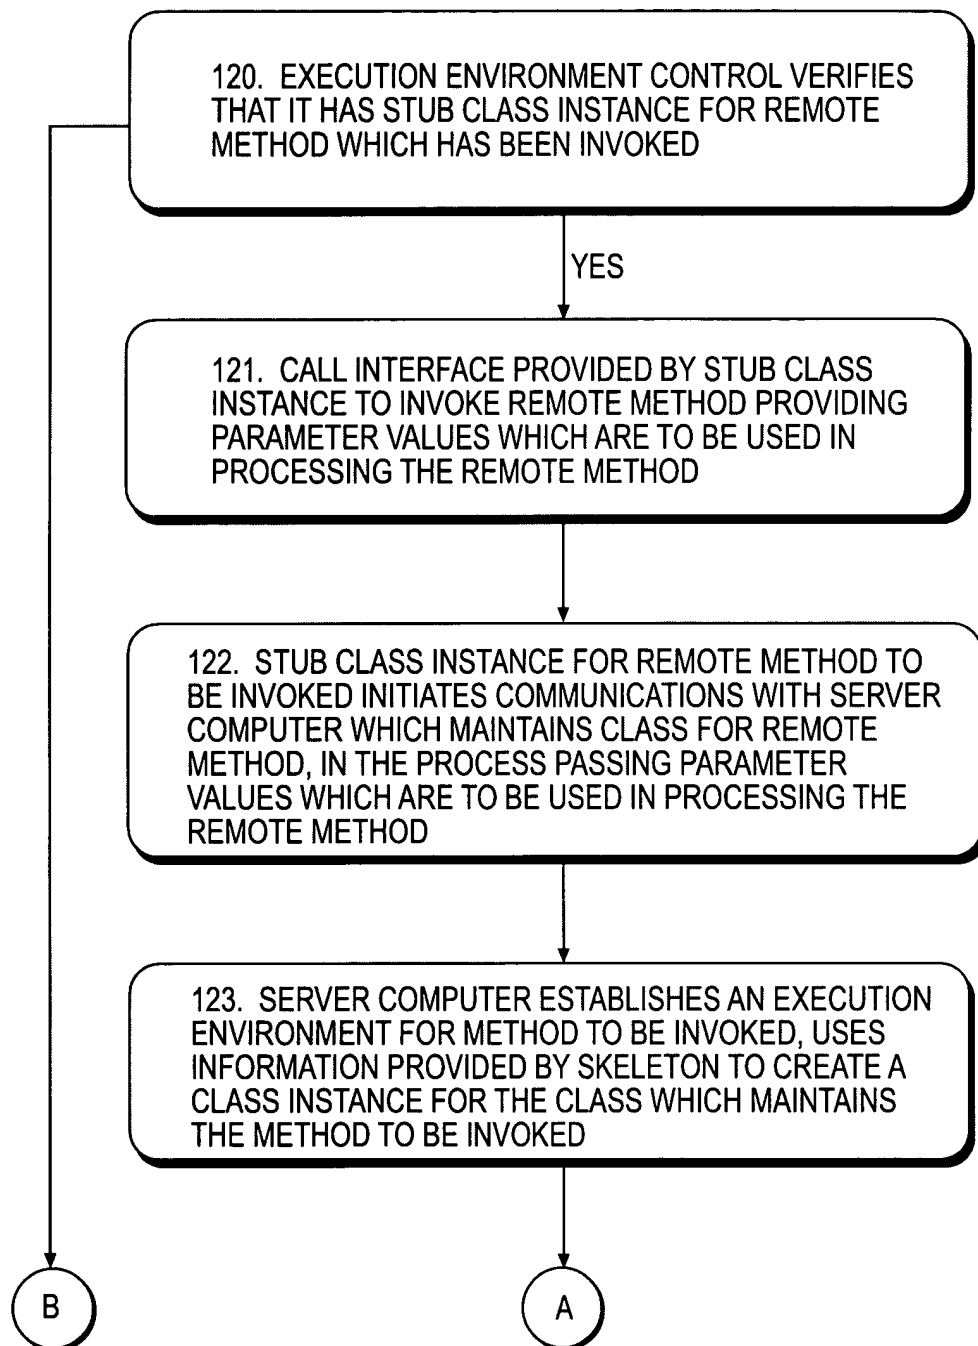 120. EXECUTION ENVIRONMENT CONTROL VERIFIES
THAT IT HAS STUB CLASS INSTANCE FOR REMOTE
METHOD WHICH HAS BEEN INVOKED
YES
121. CALL INTERFACE PROVIDED BY STUB CLASS
INSTANCE TO INVOKE REMOTE METHOD PROVIDING
PARAMETER VALUES WHICH ARE TO BE USED IN
PROCESSING THE REMOTE METHOD
122. STUB CLASS INSTANCE FOR REMOTE METHOD TO
BE INVOKED INITIATES COMMUNICATIONS WITH SERVER
COMPUTER WHICH MAINTAINS CLASS FOR REMOTE
METHOD, IN THE PROCESS PASSING PARAMETER
VALUES WHICH ARE TO BE USED IN PROCESSING THE
REMOTE METHOD
123. SERVER COMPUTER ESTABLISHES AN EXECUTION
ENVIRONMENT FOR METHOD TO BE INVOKED, USES
INFORMATION PROVIDED BY SKELETON TO CREATE A
CLASS INSTANCE FOR THE CLASS WHICH MAINTAINS
THE METHOD TO BE INVOKED
B
A